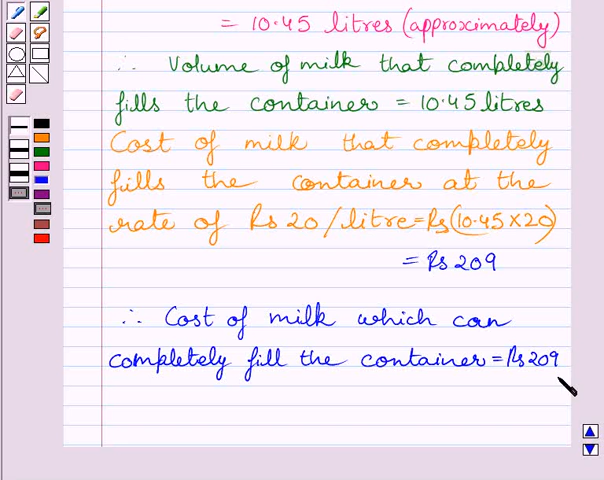 = 10.45 litres (approximately)
∴ Volume of milk that completely
fills the container = 10.45 litres
Cost of milk that completely
fills the container at the
rate of Rs 20/litre = Rs (10.45 × 20)
= Rs 209
∴ Cost of milk which can
completely fill the container = Rs 209